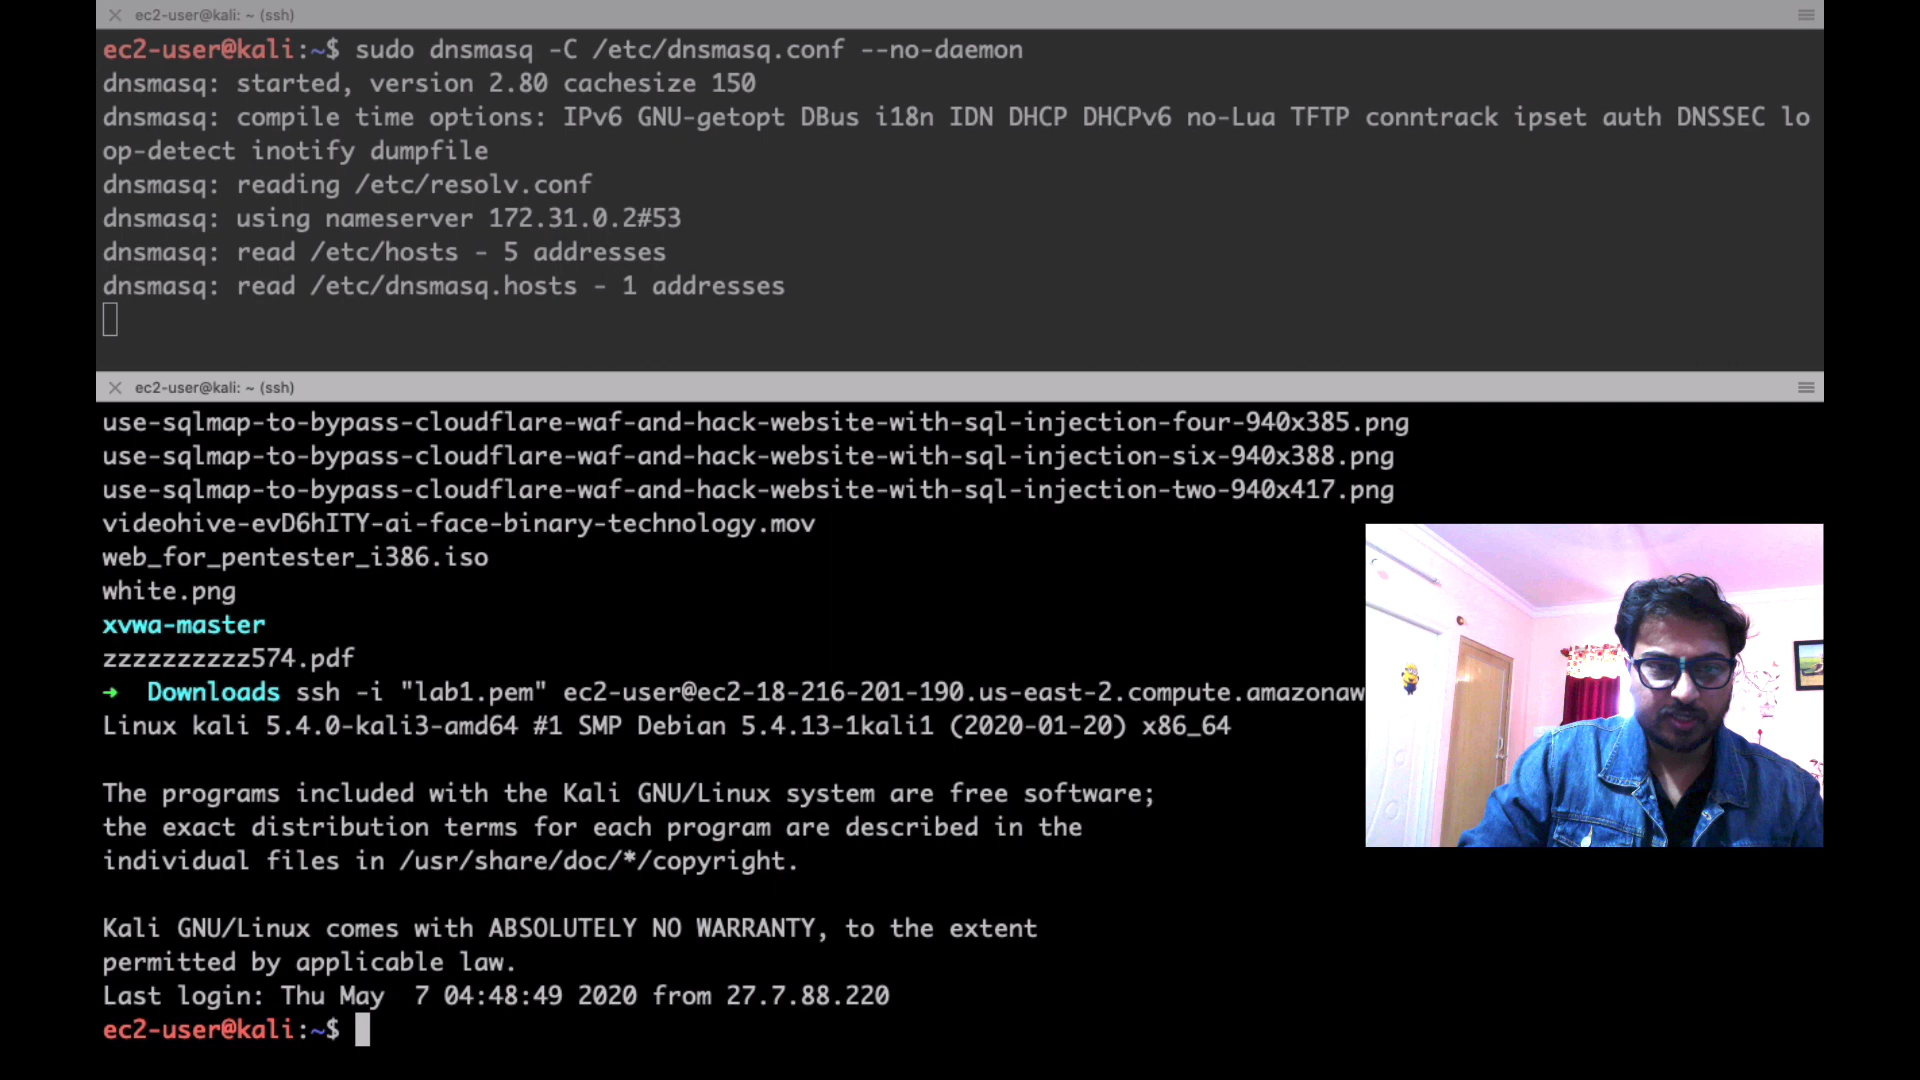 ec2-user@kali: ~ (ssh)
ec2-user@kali:~$ sudo dnsmasq -C /etc/dnsmasq.conf --no-daemon
dnsmasq: started, version 2.80 cachesize 150
dnsmasq: compile time options: IPv6 GNU-getopt DBus i18n IDN DHCP DHCPv6 no-Lua TFTP conntrack ipset auth DNSSEC lo
op-detect inotify dumpfile
dnsmasq: reading /etc/resolv.conf
dnsmasq: using nameserver 172.31.0.2#53
dnsmasq: read /etc/hosts - 5 addresses
dnsmasq: read /etc/dnsmasq.hosts - 1 addresses
ec2-user@kali: ~ (ssh)
use-sqlmap-to-bypass-cloudflare-waf-and-hack-website-with-sql-injection-four-940x385.png
use-sqlmap-to-bypass-cloudflare-waf-and-hack-website-with-sql-injection-six-940x388.png
use-sqlmap-to-bypass-cloudflare-waf-and-hack-website-with-sql-injection-two-940x417.png
videohive-evD6hITY-ai-face-binary-technology.mov
web_for_pentester_i386.iso
white.png
xvwa-master
zzzzzzzzzz574.pdf
➜ Downloads ssh -i "lab1.pem" ec2-user@ec2-18-216-201-190.us-east-2.compute.amazonaw
Linux kali 5.4.0-kali3-amd64 #1 SMP Debian 5.4.13-1kali1 (2020-01-20) x86_64
The programs included with the Kali GNU/Linux system are free software;
the exact distribution terms for each program are described in the
individual files in /usr/share/doc/*/copyright.
Kali GNU/Linux comes with ABSOLUTELY NO WARRANTY, to the extent
permitted by applicable law.
Last login: Thu May  7 04:48:49 2020 from 27.7.88.220
ec2-user@kali:~$